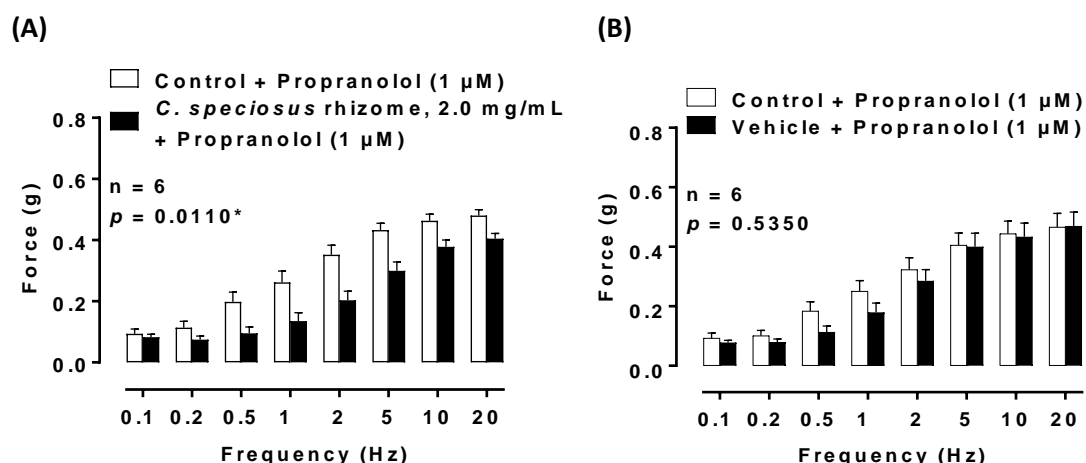 (A)
Control + Propranolol (1 µM)
C. speciosus rhizome, 2.0 mg/mL
+ Propranolol (1 µM)
n = 6
p = 0.0110*
Force (g)
0.8
0.6
0.4
0.2
0.0
0.1 0.2 0.5 1 2 5 10 20
Frequency (Hz)
(B)
Control + Propranolol (1 µM)
Vehicle + Propranolol (1 µM)
n = 6
p = 0.5350
Force (g)
0.8
0.6
0.4
0.2
0.0
0.1 0.2 0.5 1 2 5 10 20
Frequency (Hz)